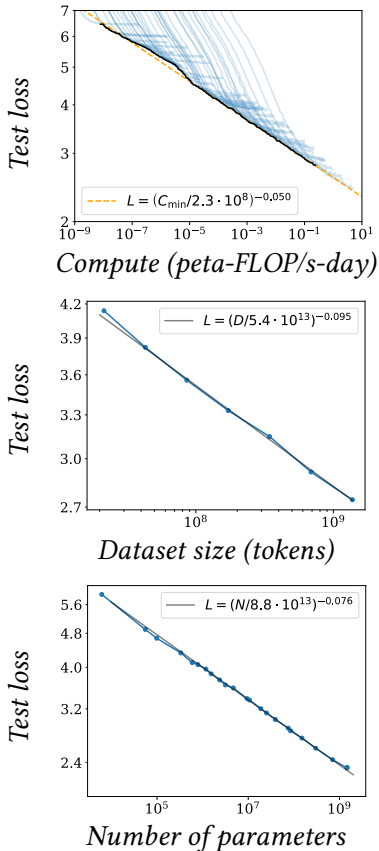 7
6
5
4
3
2
Test loss
L = (C_min/2.3 · 10^8)^−0.050
10^−9 10^−7 10^−5 10^−3 10^−1 10^1
Compute (peta-FLOP/s-day)
4.2
3.9
3.6
3.3
3.0
2.7
Test loss
L = (D/5.4 · 10^13)^−0.095
10^8 10^9
Dataset size (tokens)
5.6
4.8
4.0
3.2
2.4
Test loss
L = (N/8.8 · 10^13)^−0.076
10^5 10^7 10^9
Number of parameters